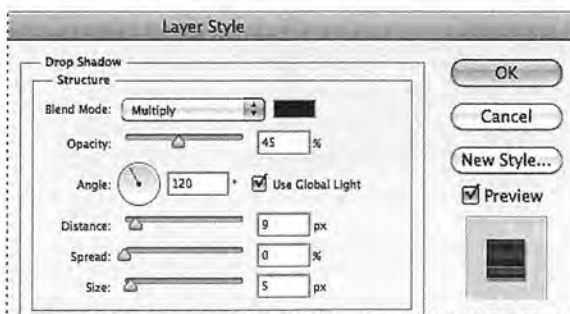 Layer Style
Drop Shadow
Structure
Blend Mode: Multiply
Opacity: 45 %
Angle: 120 ° Use Global Light
Distance: 9 px
Spread: 0 %
Size: 5 px
OK
Cancel
New Style...
Preview